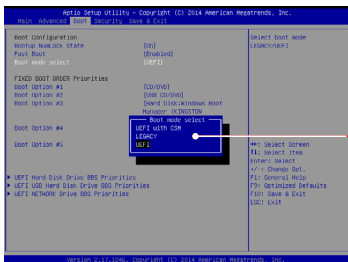 Aptio Setup Utility - Copyright (C) 2014 American Megatrends, Inc.
Main Advanced Boot Security Save & Exit
Boot Configuration
Bootup NumLock State [On]
Fast Boot [Enabled]
Boot mode select [UEFI]
FIXED BOOT ORDER Priorities
Boot Option #1 [CD/DVD]
Boot Option #2 [USB CD/DVD]
Boot Option #3 [Hard Disk:Windows Boot
Manager (KINGSTON
Boot Option #4
Boot Option #5
Boot mode select
UEFI with CSM
LEGACY
UEFI
UEFI Hard Disk Drive BBS Priorities
UEFI USB Hard Disk Drive BBS Priorities
UEFI NETWORK Drive BBS Priorities
Select boot mode
LEGACY/UEFI
↔: Select Screen
↑↓: Select Item
Enter: Select
+/-: Change Opt.
F1: General Help
F9: Optimized Defaults
F10: Save & Exit
ESC: Exit
Version 2.17.1246. Copyright (C) 2014 American Megatrends, Inc.